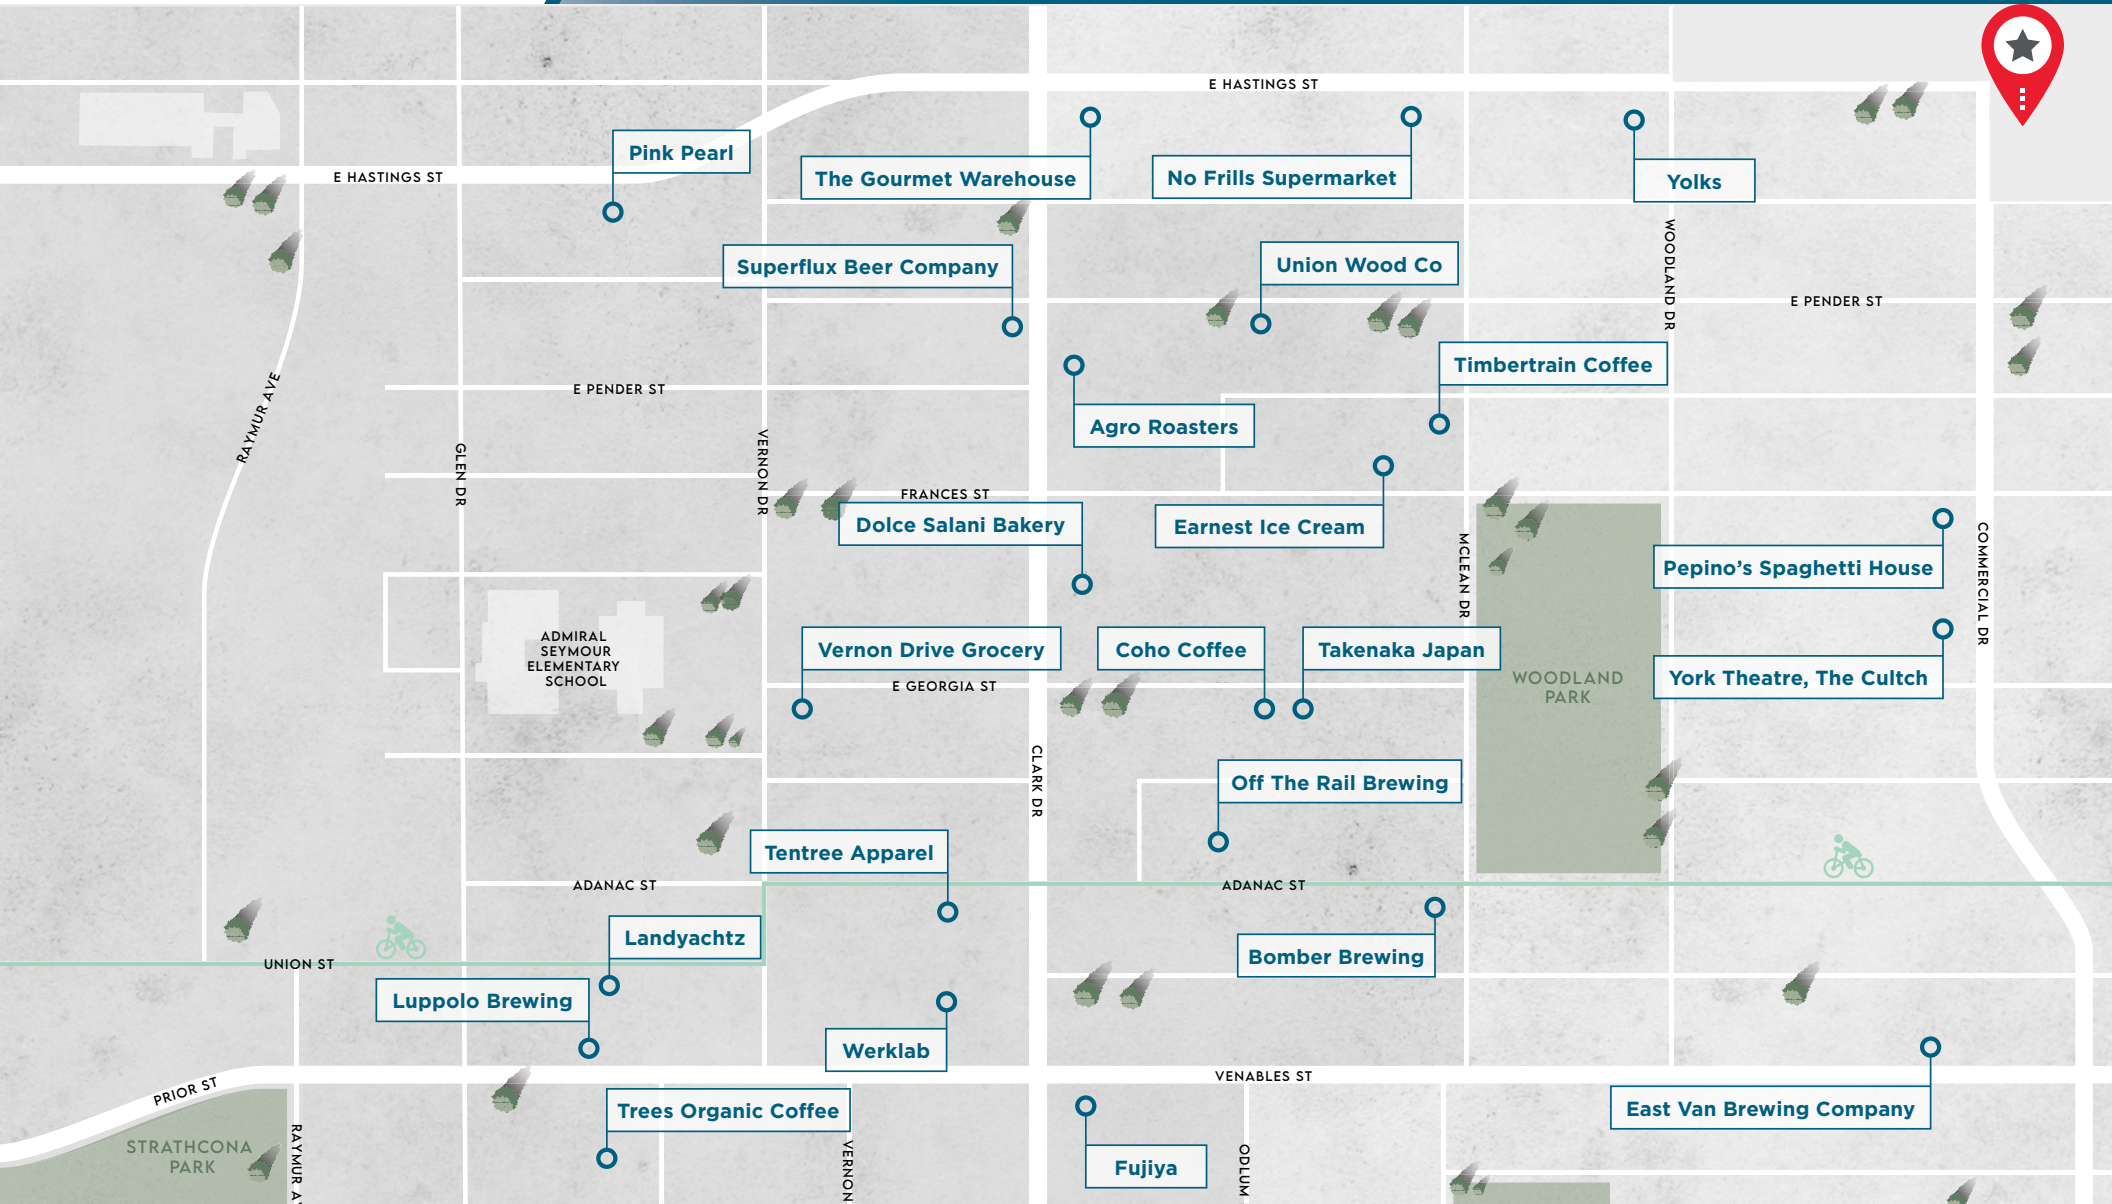 E HASTINGS ST
Pink Pearl
The Gourmet Warehouse
No Frills Supermarket
Yolks
E HASTINGS ST
WOODLAND DR
Superflux Beer Company
Union Wood Co
E PENDER ST
Timbertrain Coffee
RAYMUR AVE
E PENDER ST
Agro Roasters
GLEN DR
VERNON DR
FRANCES ST
Dolce Salani Bakery
Earnest Ice Cream
MCLEAN DR
COMMERCIAL DR
Pepino's Spaghetti House
ADMIRAL
SEYMOUR
ELEMENTARY
SCHOOL
Vernon Drive Grocery
Coho Coffee
Takenaka Japan
WOODLAND
PARK
York Theatre, The Cultch
E GEORGIA ST
CLARK DR
Off The Rail Brewing
Tentree Apparel
ADANAC ST
ADANAC ST
Landyachtz
Bomber Brewing
UNION ST
Luppolo Brewing
Werklab
PRIOR ST
VENABLES ST
Trees Organic Coffee
East Van Brewing Company
STRATHCONA
PARK
RAYMUR AV
VERNON
Fujiya
ODLUM